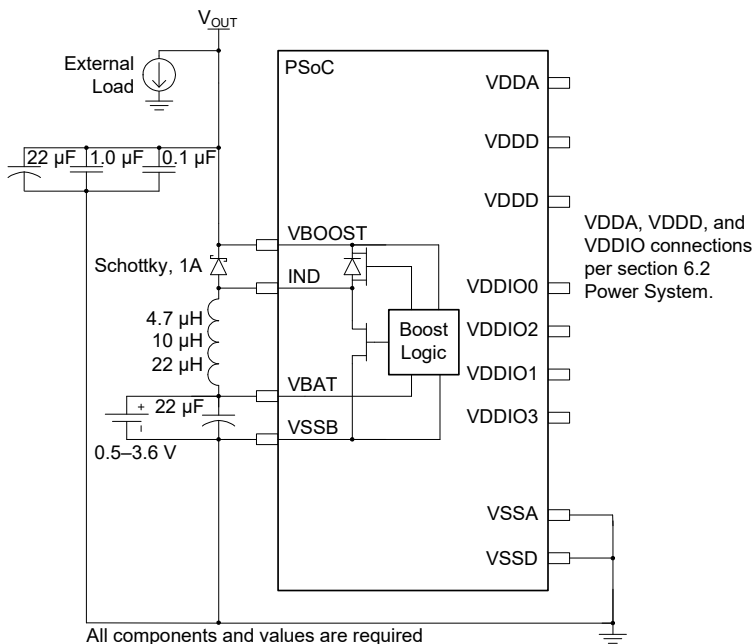 VOUT
External
Load
PSoC
VDDA
VDDD
VDDD
22 µF
1.0 µF
0.1 µF
VDDA, VDDD, and
VDDIO connections
per section 6.2
Power System.
VBOOST
Schottky, 1A
IND
VDDIO0
4.7 µH
10 µH
22 µH
Boost
Logic
VDDIO2
VDDIO1
VBAT
22 µF
+
-
VSSB
VDDIO3
0.5–3.6 V
VSSA
VSSD
All components and values are required